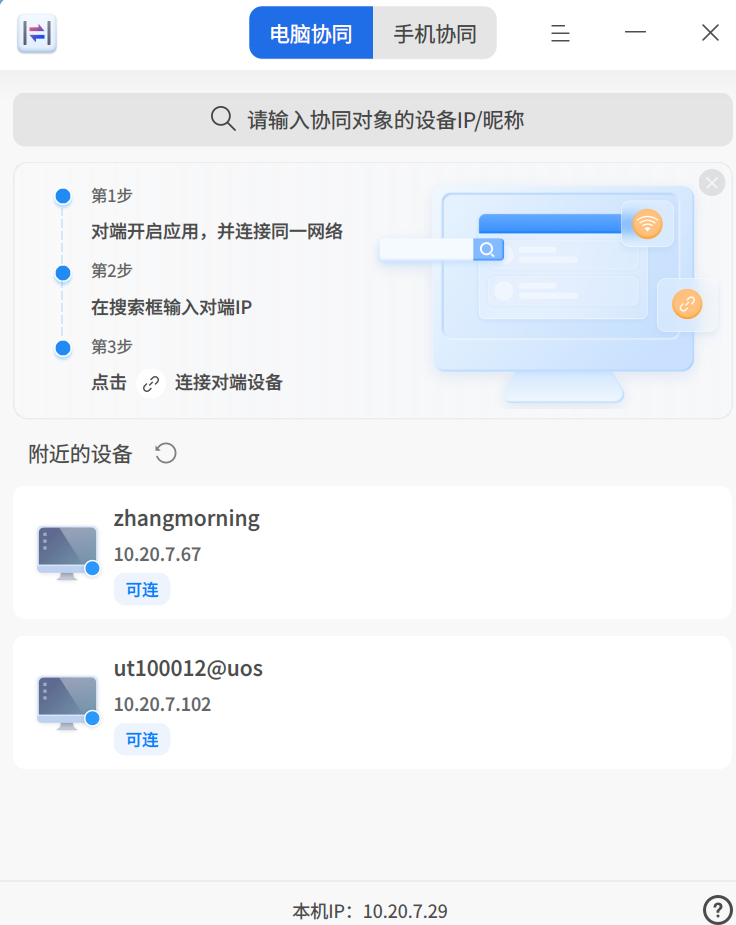 电脑协同
手机协同
请输入协同对象的设备IP/昵称
第1步
对端开启应用，并连接同一网络
第2步
在搜索框输入对端IP
第3步
点击 连接对端设备
附近的设备
zhangmorning
10.20.7.67
可连
ut100012@uos
10.20.7.102
可连
本机IP：10.20.7.29